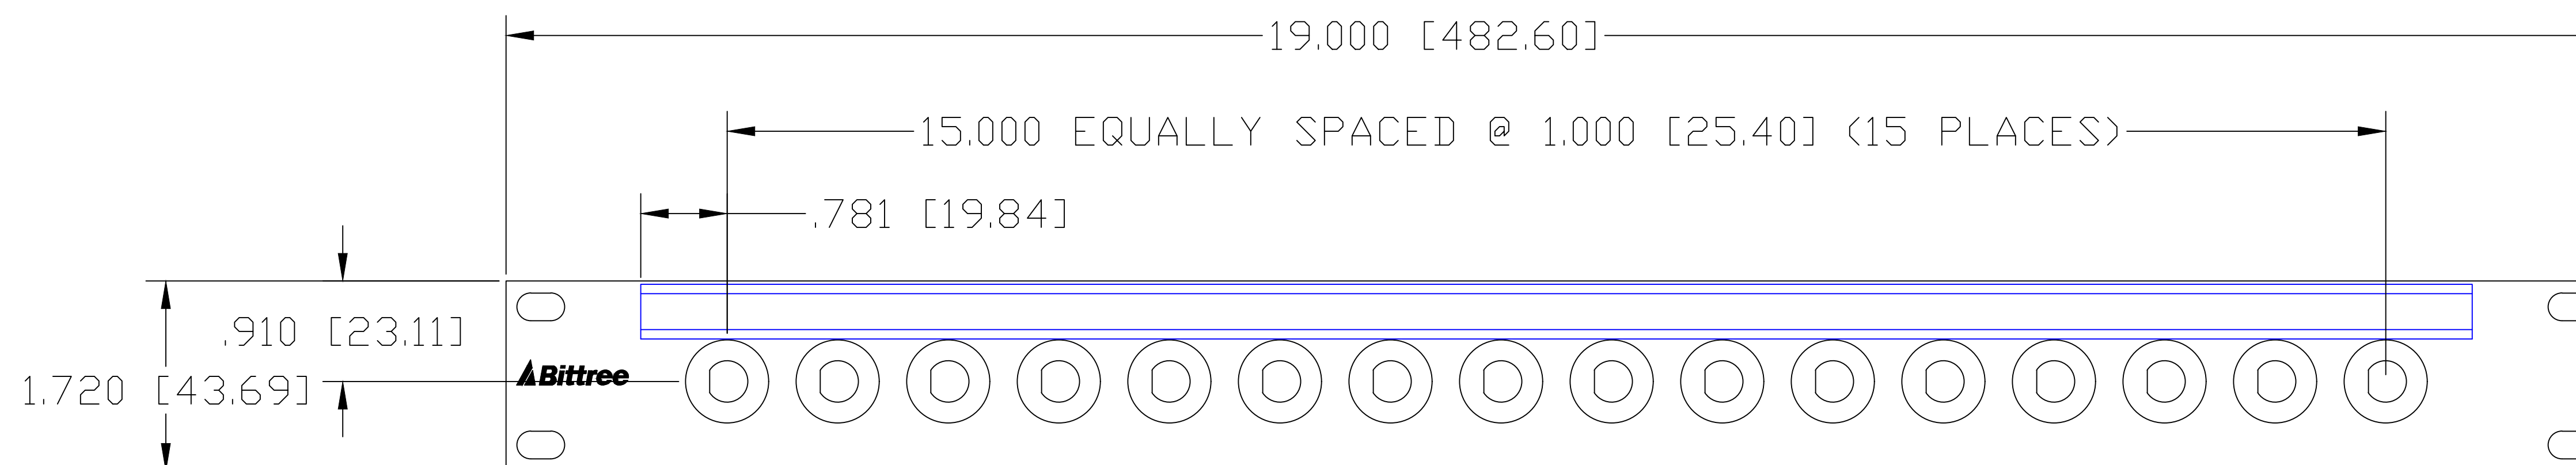 19.000 [482.60]
15.000 EQUALLY SPACED @ 1.000 [25.40] (15 PLACES)
.781 [19.84]
.910 [23.11]
Bittree
1.720 [43.69]